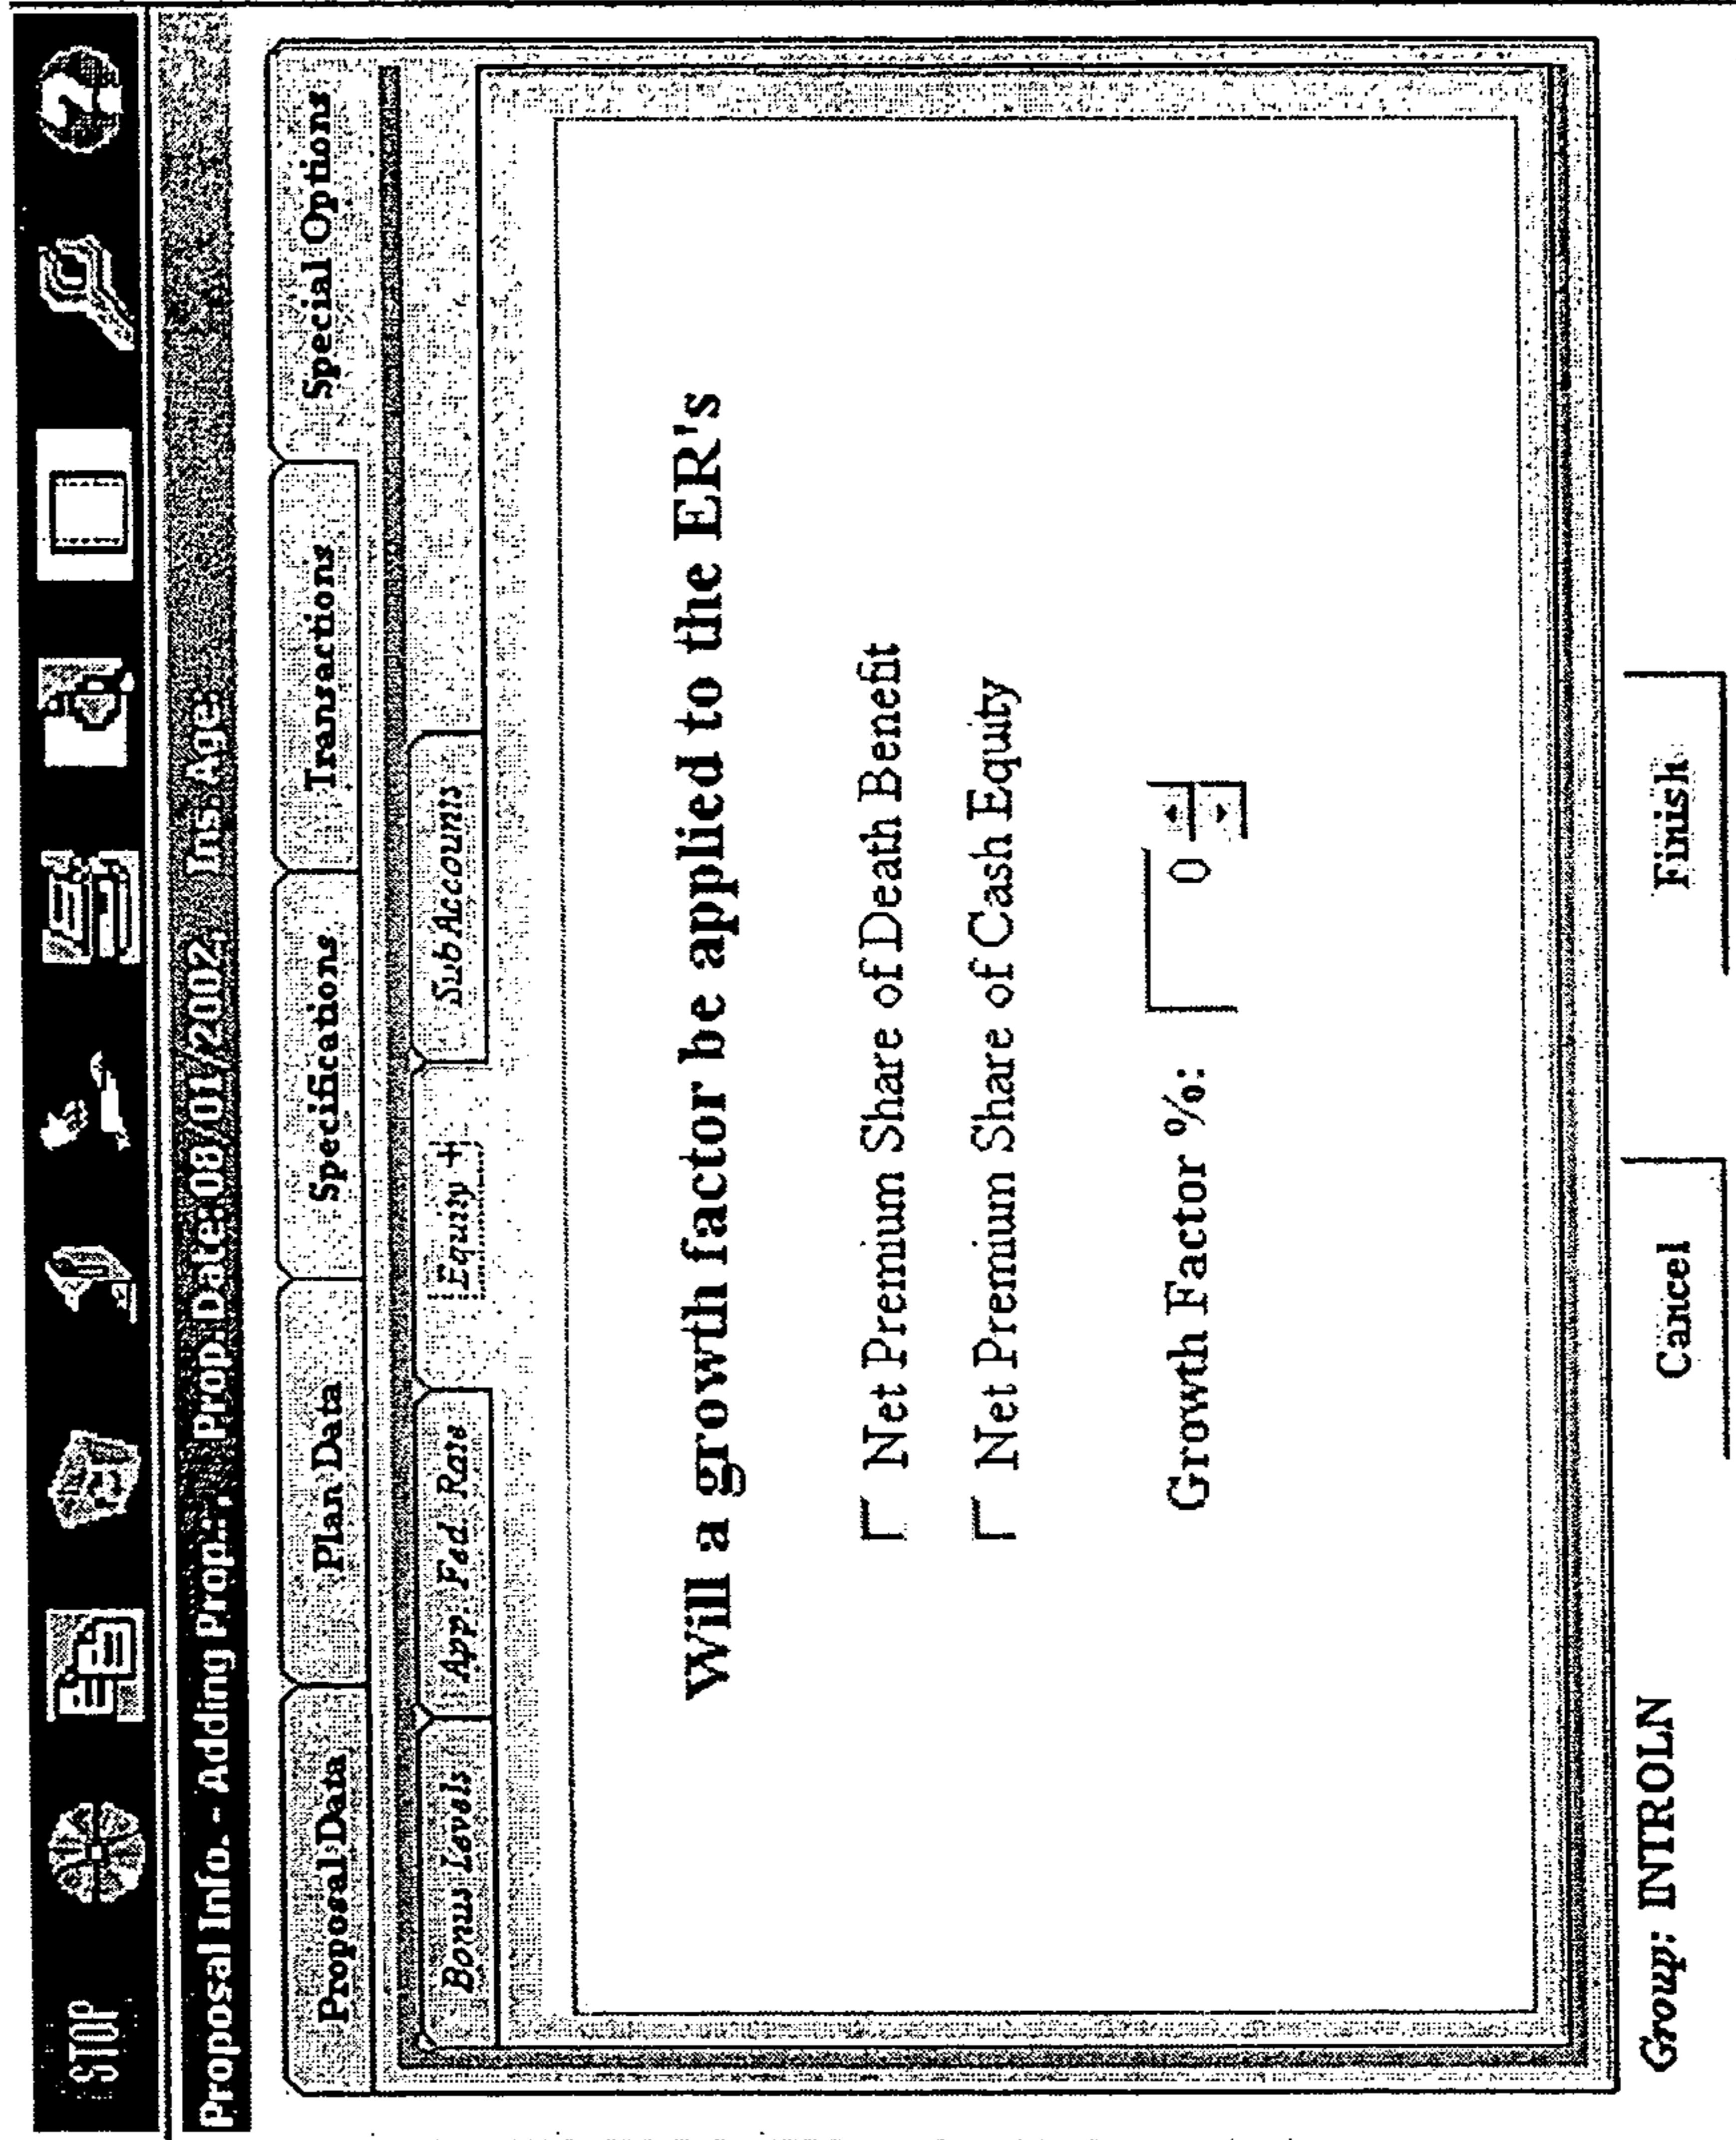 STOP
Proposal Info. - Adding Prop.: , Prop.Date:08/01/2002, Ins.Age:
Proposal Data Plan Data Specifications Transactions Special Options
Bonus Levels App. Fed. Rate Equity + Sub Accounts
Will a growth factor be applied to the ER's
Net Premium Share of Death Benefit
Net Premium Share of Cash Equity
Growth Factor %: 0
Group: INTROLN Cancel Finish